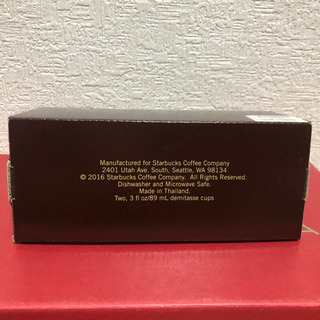 Manufactured for Starbucks Coffee Company
2401 Utah Ave. South, Seattle, WA 98134
© 2016 Starbucks Coffee Company. All Rights Reserved.
Dishwasher and Microwave Safe.
Made in Thailand.
Two, 3 fl oz/89 mL demitasse cups